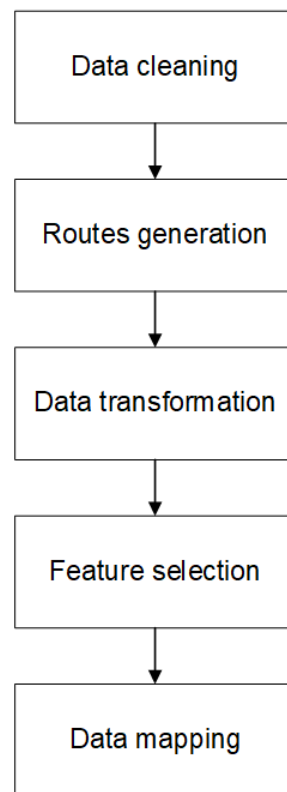 Data cleaning
Routes generation
Data transformation
Feature selection
Data mapping